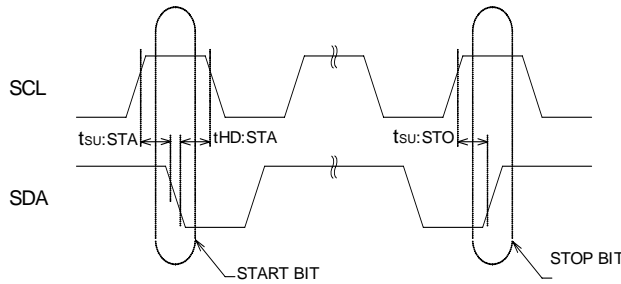 SCL
tSU:STA
tHD:STA
tSU:STO
SDA
START BIT
STOP BIT